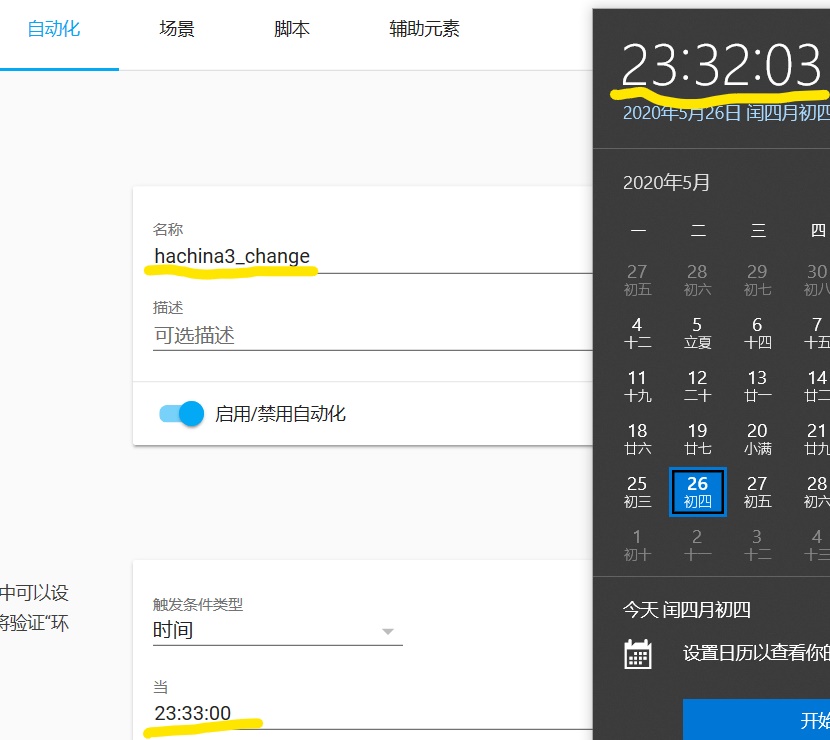 自动化 场景 脚本 辅助元素
名称
hachina3_change
描述
可选描述
启用/禁用自动化
中可以设
将验证“环
触发条件类型
时间
当
23:33:00
23:32:03
2020年5月26日 闰四月初四
2020年5月
一 二 三 四
27 28 29 30
初五 初六 初七 初八
4 5 6 7
十二 立夏 十四 十五
11 12 13 14
十九 二十 廿一 廿二
18 19 20 21
廿六 廿七 小满 廿九
25 26 27 28
初三 初四 初五 初六
1 2 3 4
初十 十一 十二 十三
今天 闰四月初四
设置日历以查看你的
开始